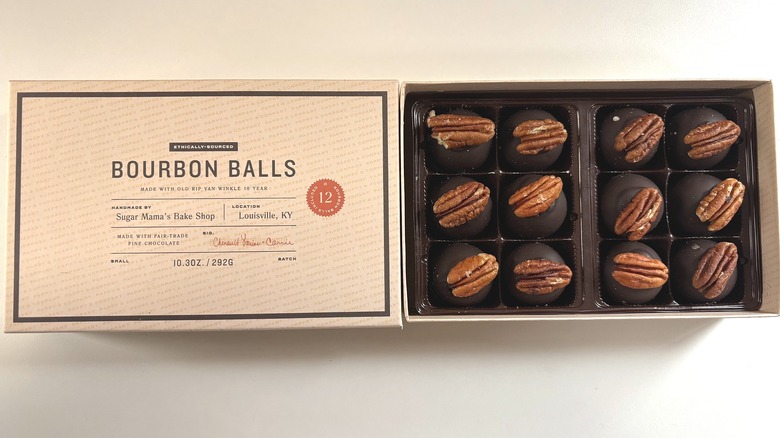 ETHICALLY-SOURCED
BOURBON BALLS
MADE WITH OLD RIP VAN WINKLE 10 YEAR
HANDMADE BY
Sugar Mama's Bake Shop
LOCATION
Louisville, KY
12
MADE WITH FAIR-TRADE
FINE CHOCOLATE
SIG.
SMALL
10.3OZ./292G
BATCH